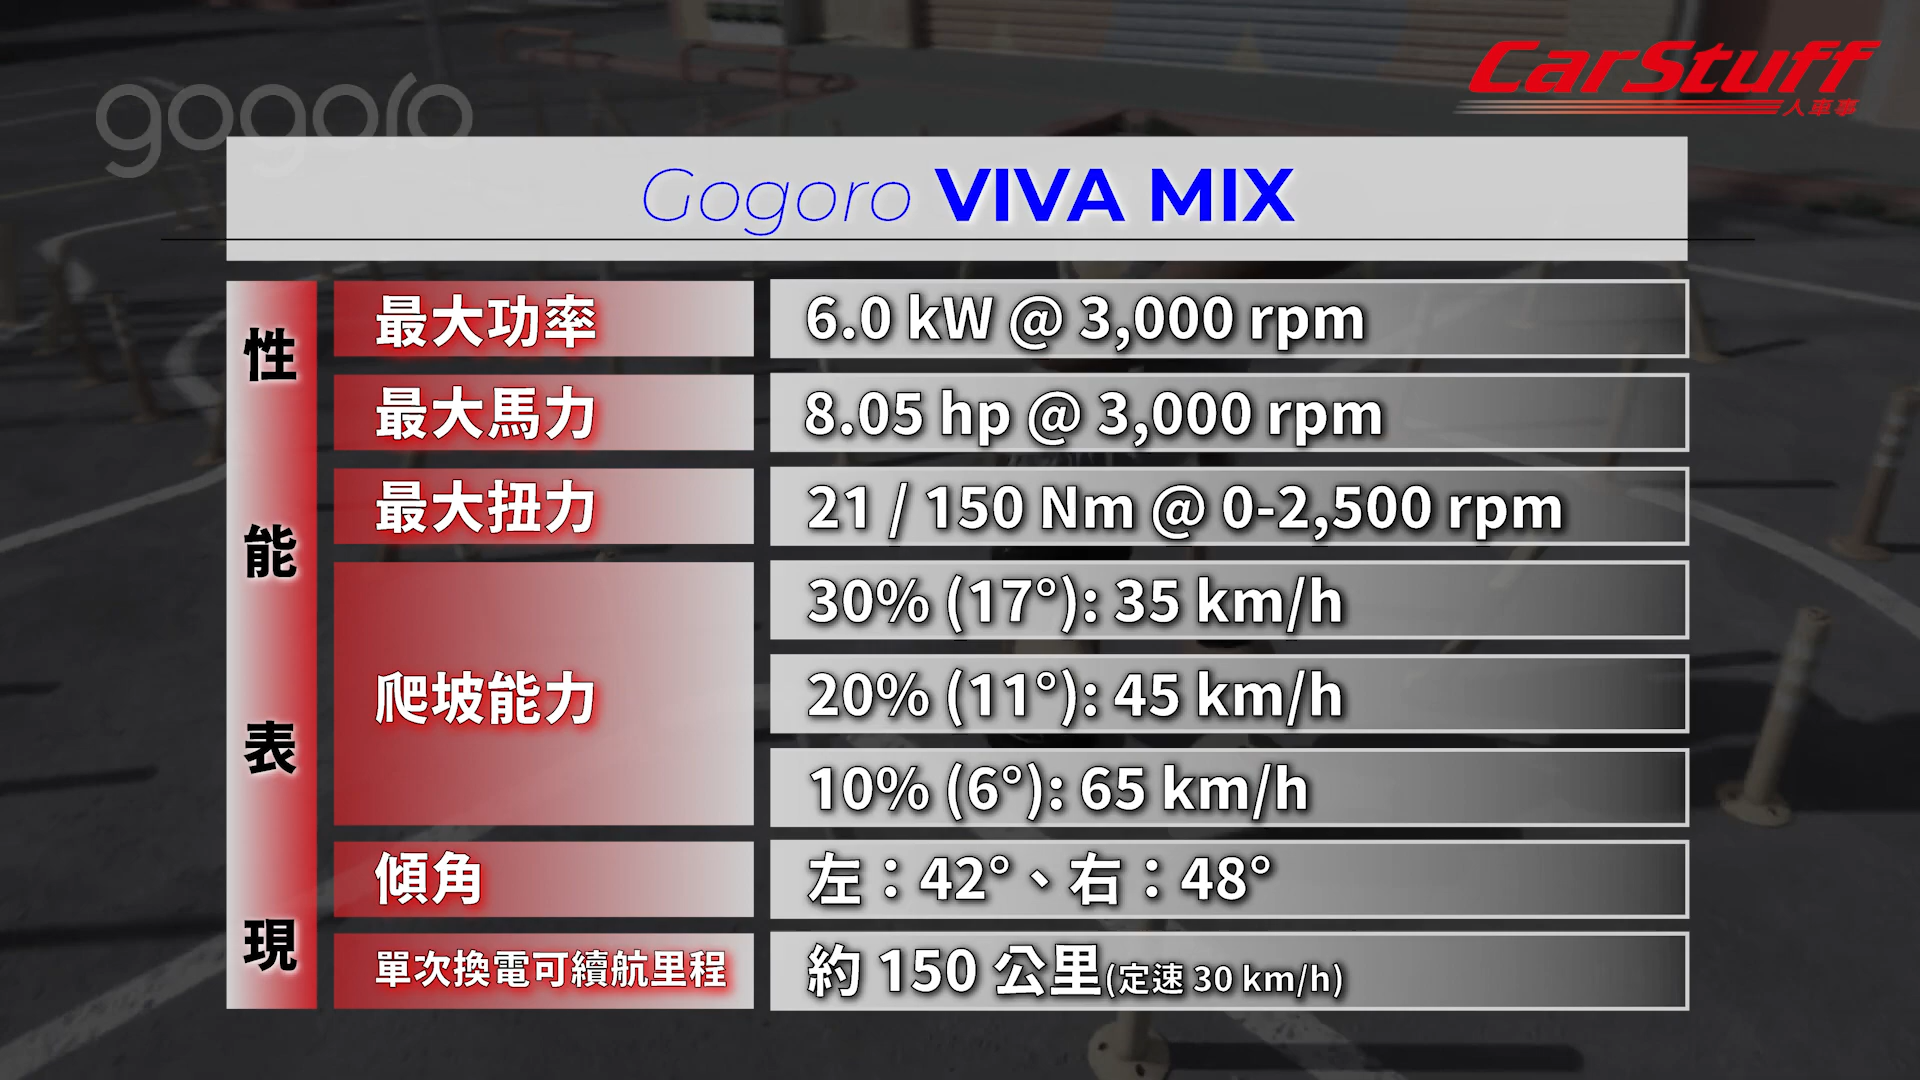 gogoro
CarStuff
人車事
Gogoro VIVA MIX
性能表現
最大功率 6.0 kW @ 3,000 rpm
最大馬力 8.05 hp @ 3,000 rpm
最大扭力 21 / 150 Nm @ 0-2,500 rpm
爬坡能力 30% (17°): 35 km/h
20% (11°): 45 km/h
10% (6°): 65 km/h
傾角 左：42°、右：48°
單次換電可續航里程 約 150 公里(定速 30 km/h)